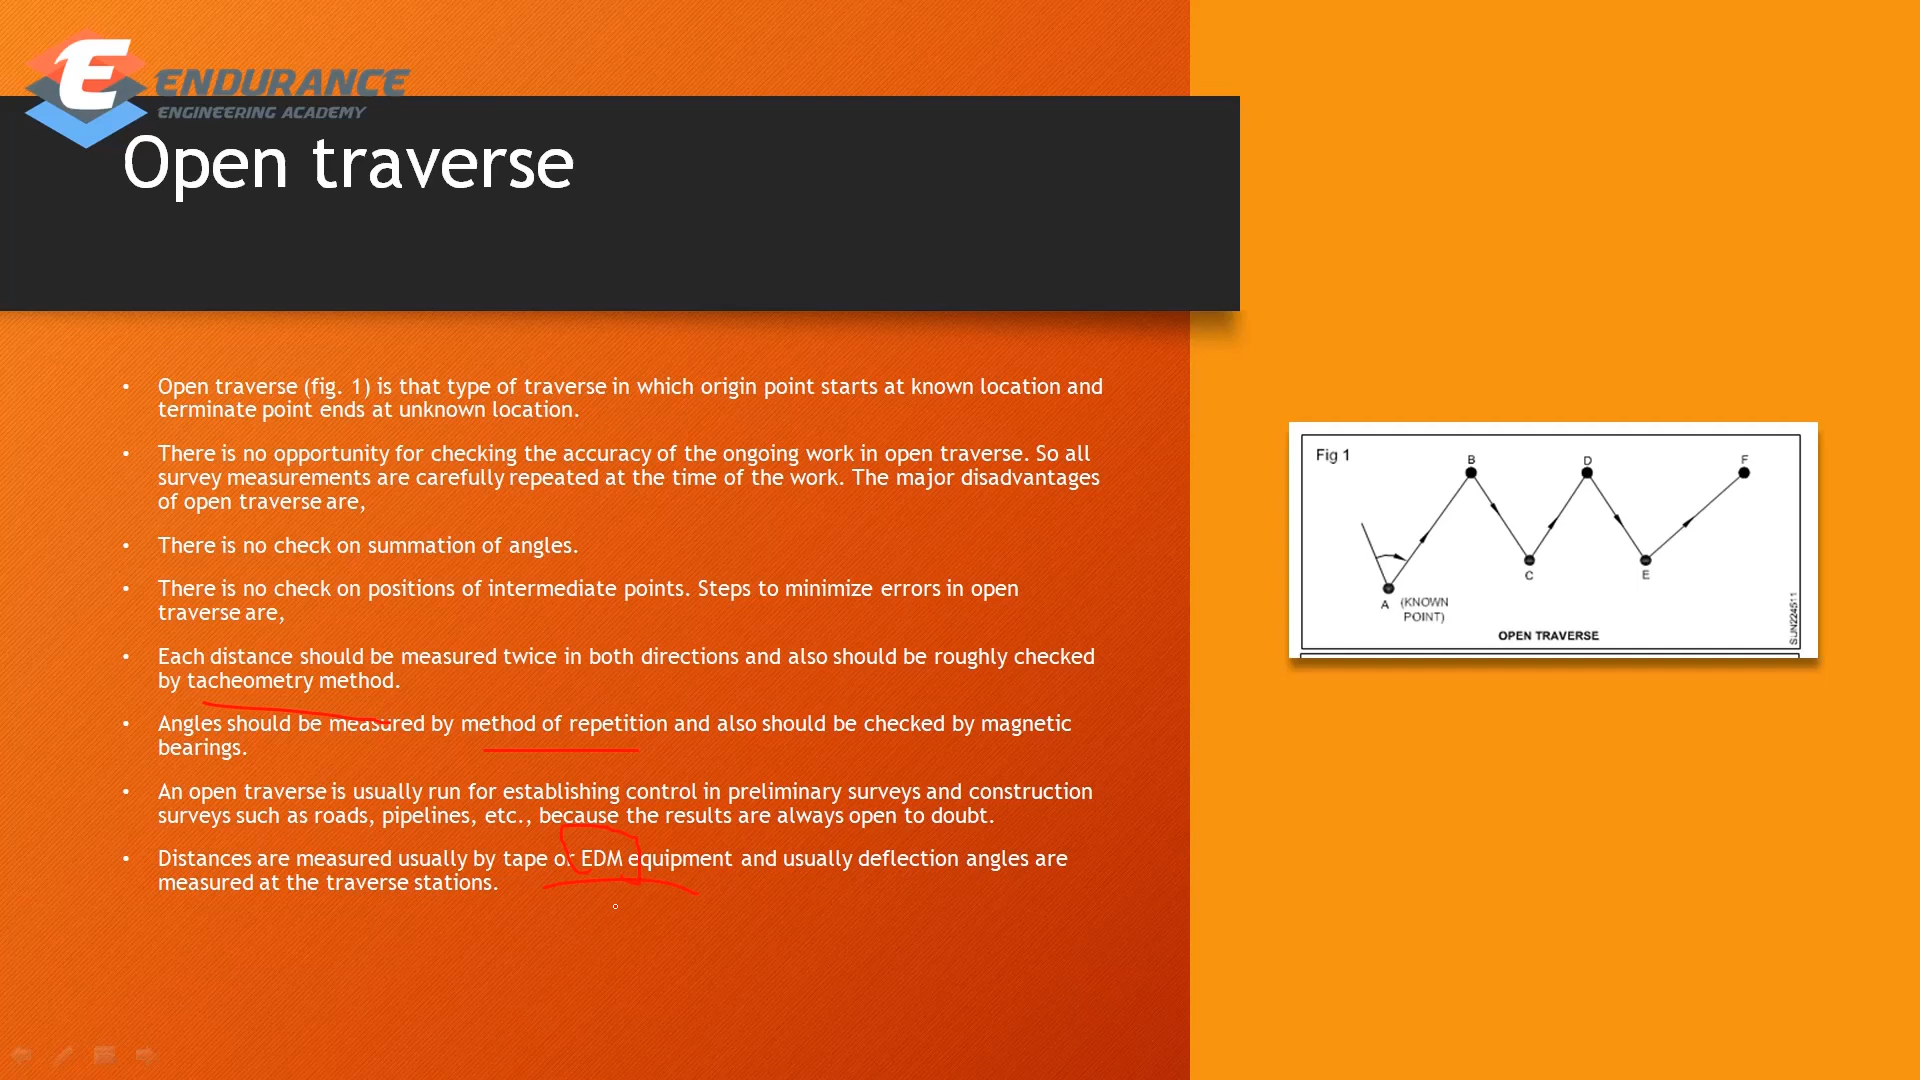 ENDURANCE
ENGINEERING ACADEMY
Open traverse
• Open traverse (fig. 1) is that type of traverse in which origin point starts at known location and
terminate point ends at unknown location.
• There is no opportunity for checking the accuracy of the ongoing work in open traverse. So all
survey measurements are carefully repeated at the time of the work. The major disadvantages
of open traverse are,
• There is no check on summation of angles.
• There is no check on positions of intermediate points. Steps to minimize errors in open
traverse are,
• Each distance should be measured twice in both directions and also should be roughly checked
by tacheometry method.
• Angles should be measured by method of repetition and also should be checked by magnetic
bearings.
• An open traverse is usually run for establishing control in preliminary surveys and construction
surveys such as roads, pipelines, etc., because the results are always open to doubt.
• Distances are measured usually by tape or EDM equipment and usually deflection angles are
measured at the traverse stations.
Fig 1
B
D
F
C
E
A (KNOWN
POINT)
OPEN TRAVERSE
SUN224511